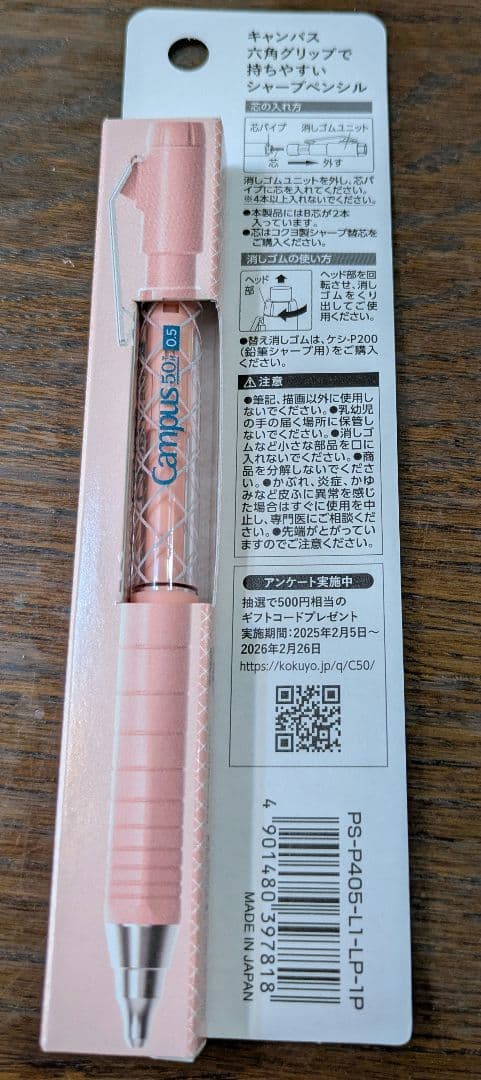 キャンパス
六角グリップで
持ちやすい
シャープペンシル
芯の入れ方
芯パイプ 消しゴムユニット
芯 外す
消しゴムユニットを外し、芯パ
イプに芯を入れてください。
※4本以上入れないでください。
●本製品にはB芯が2本
入っています。
●芯はコクヨ製シャープ替芯を
ご購入ください。
消しゴムの使い方
ヘッド
部
ヘッド部を回
転させ、消し
ゴムをくり
出してご使
用ください。
●替え消しゴムは、ケシ-P200
(鉛筆シャープ用)をご購入
ください。
⚠注意
●筆記、描画以外に使用し
ないでください。●乳幼児
の手の届く場所に保管し
ないでください。●消しゴ
ムなど小さな部品を口に
入れないでください。●商
品を分解しないでくださ
い。●かぶれ、炎症、かゆ
みなど皮ふに異常を感じ
た場合はすぐに使用を中
止し、専門医にご相談くだ
さい。●先端がとがってい
ますのでご注意ください。
アンケート実施中
抽選で500円相当の
ギフトコードプレゼント
実施期間:2025年2月5日~
2026年2月26日
https://kokuyo.jp/q/C50/
PS-P405-L1-LP-1P
4 901480 397818
MADE IN JAPAN
Campus 50th 0.5